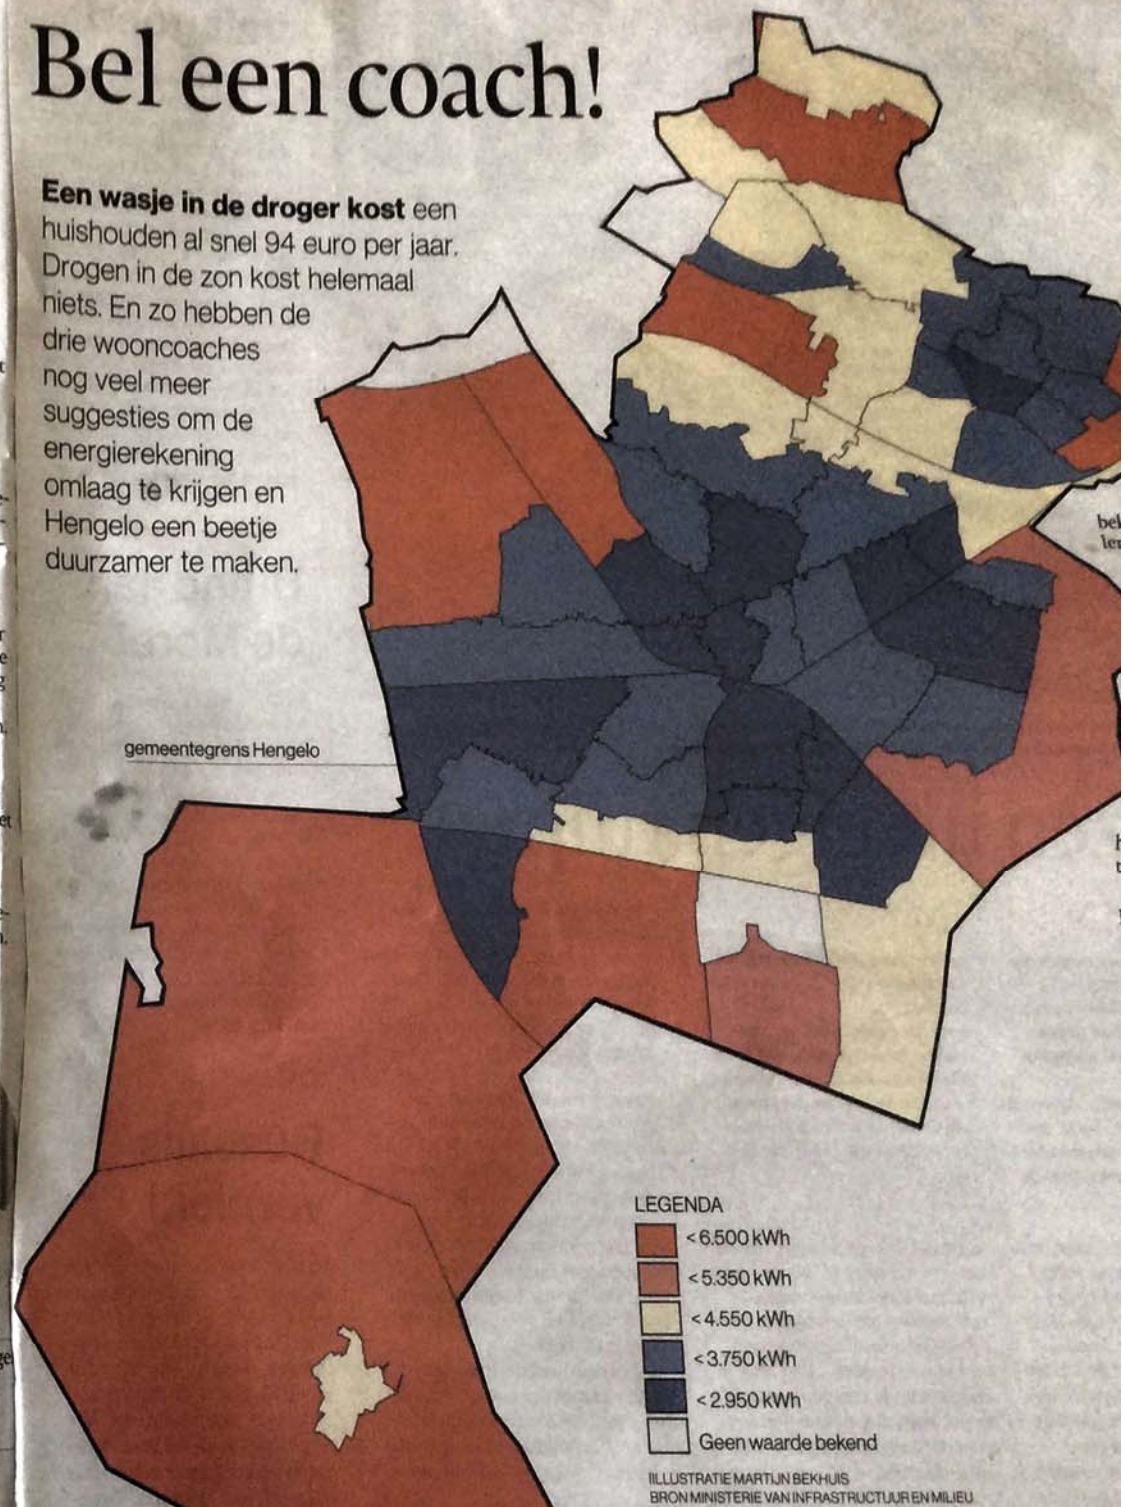 Bel een coach!
Een wasje in de droger kost een
huishouden al snel 94 euro per jaar.
Drogen in de zon kost helemaal
niets. En zo hebben de
drie wooncoaches
nog veel meer
suggesties om de
energierekening
omlaag te krijgen en
Hengelo een beetje
duurzamer te maken.
gemeentegrens Hengelo
LEGENDA
< 6.500 kWh
< 5.350 kWh
< 4.550 kWh
< 3.750 kWh
< 2.950 kWh
Geen waarde bekend
IILLUSTRATIE MARTIJN BEKHUIS
BRON MINISTERIE VAN INFRASTRUCTUUR EN MILIEU